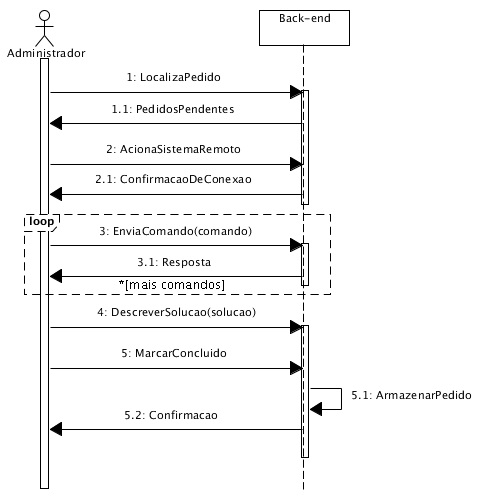 Back-end
Administrador
1: LocalizaPedido
1.1: PedidosPendentes
2: AcionaSistemaRemoto
2.1: ConfirmacaoDeConexao
loop
3: EnviaComando(comando)
3.1: Resposta
*[mais comandos]
4: DescreverSolucao(solucao)
5: MarcarConcluido
5.1: ArmazenarPedido
5.2: Confirmacao